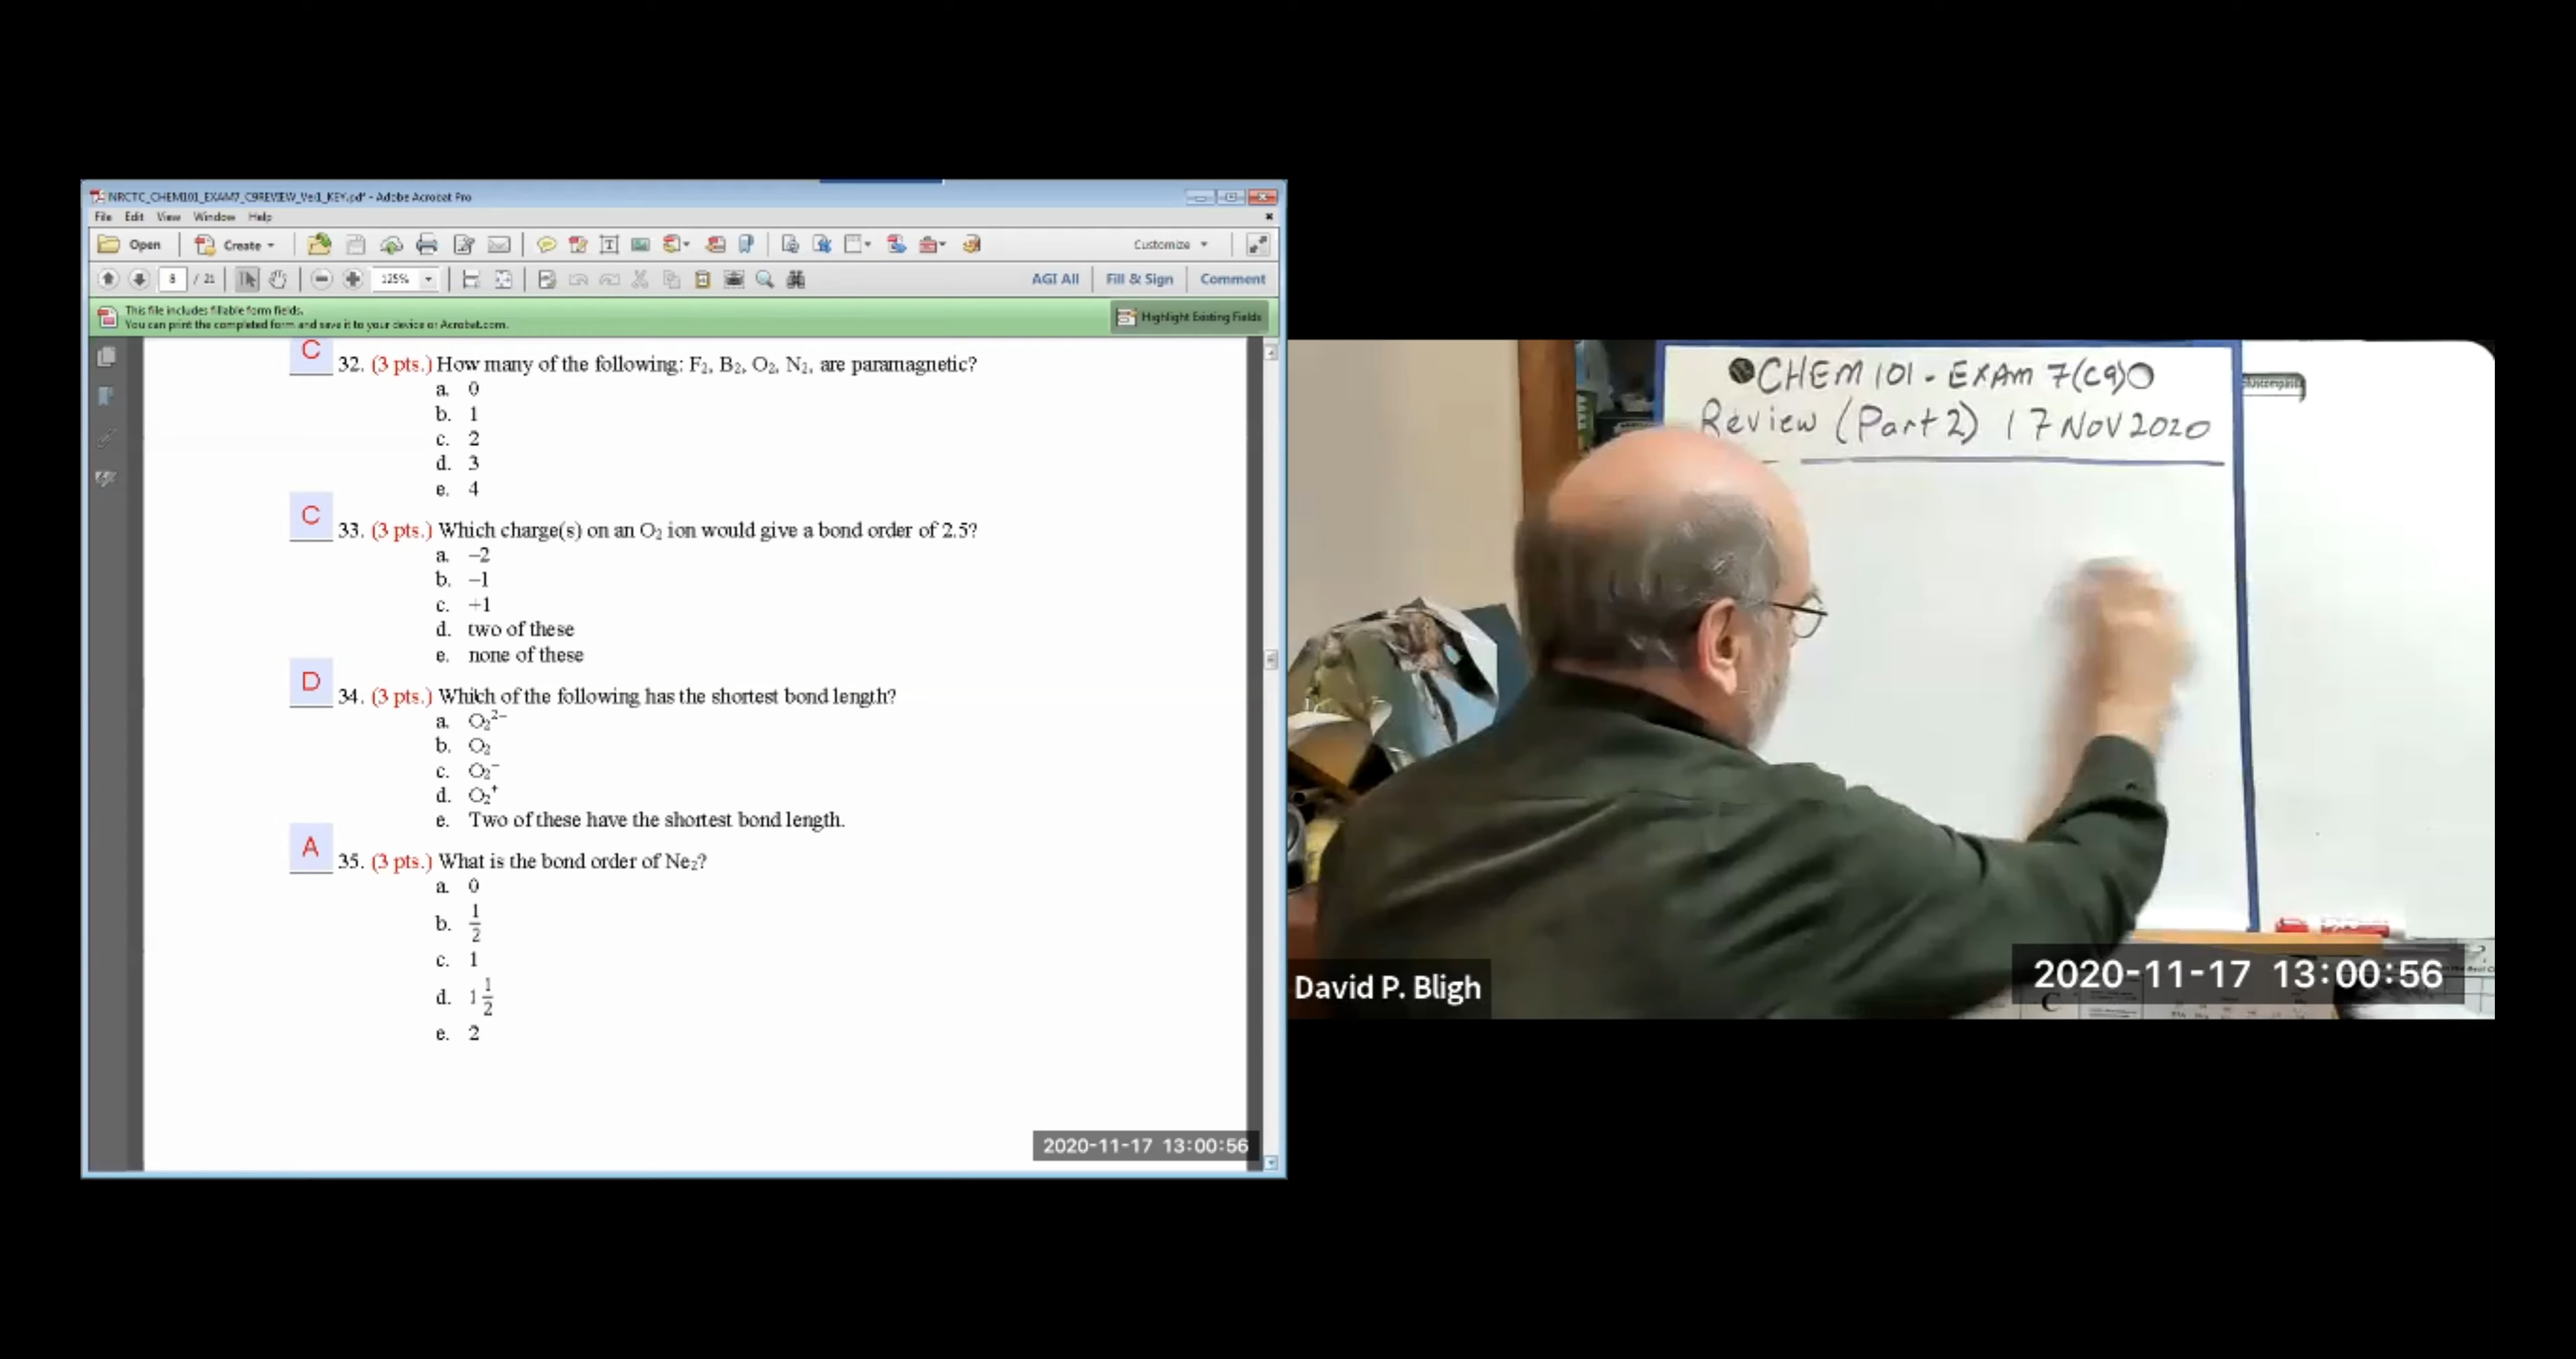 NRCTC_CHEM101_EXAM7_C9REVIEW_Ver1_KEY.pdf* - Adobe Acrobat Pro
File Edit View Window Help
Open Create Customize
8 / 21 125% AGI All Fill & Sign Comment
This file includes fillable form fields.
You can print the completed form and save it to your device or Acrobat.com.
Highlight Existing Fields
C 32. (3 pts.) How many of the following: F₂, B₂, O₂, N₂, are paramagnetic?
a. 0
b. 1
c. 2
d. 3
e. 4
C 33. (3 pts.) Which charge(s) on an O₂ ion would give a bond order of 2.5?
a. –2
b. –1
c. +1
d. two of these
e. none of these
D 34. (3 pts.) Which of the following has the shortest bond length?
a. O₂²⁻
b. O₂
c. O₂⁻
d. O₂⁺
e. Two of these have the shortest bond length.
A 35. (3 pts.) What is the bond order of Ne₂?
a. 0
b. 1/2
c. 1
d. 1 1/2
e. 2
2020-11-17 13:00:56
CHEM 101 - EXAM 7 (C9)
Review (Part 2) 17 NOV 2020
David P. Bligh
2020-11-17 13:00:56